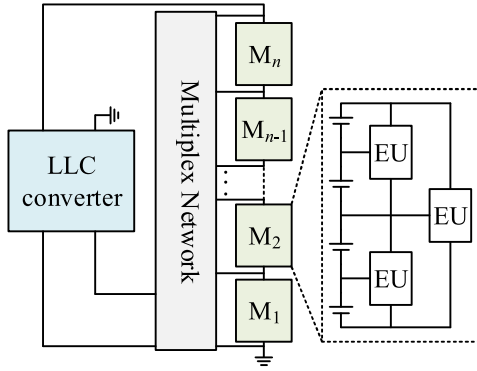 LLC
converter
Multiplex Network
Mn
Mn-1
M2
M1
EU
EU
EU